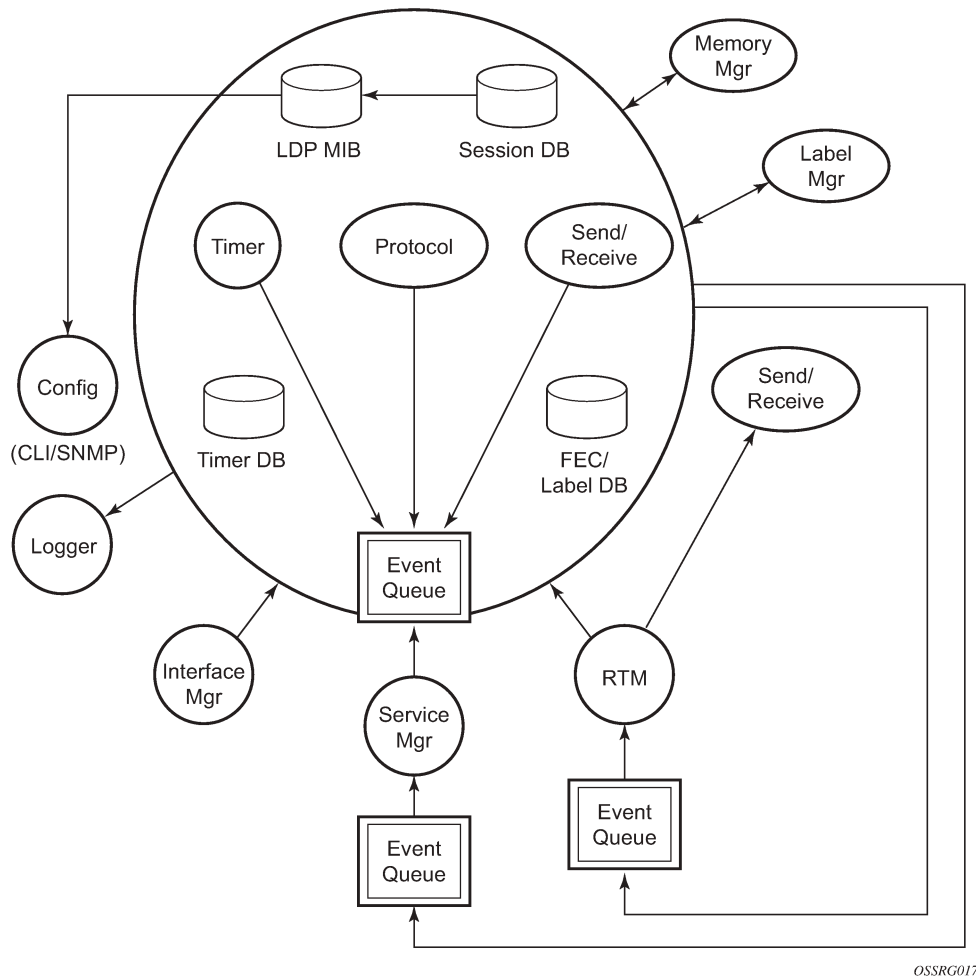 Memory
Mgr
LDP MIB
Session DB
Label
Mgr
Timer
Protocol
Send/
Receive
Config
(CLI/SNMP)
Send/
Receive
Timer DB
FEC/
Label DB
Logger
Event
Queue
Interface
Mgr
Service
Mgr
RTM
Event
Queue
Event
Queue
OSSRG017